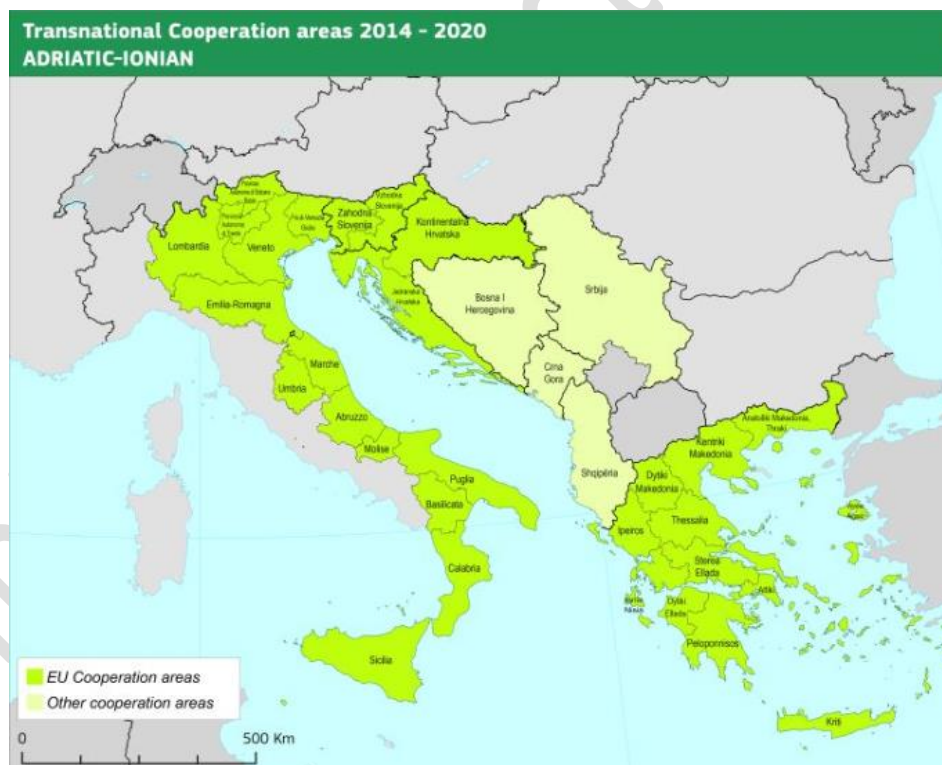 Transnational Cooperation areas 2014 - 2020
ADRIATIC-IONIAN
Lombardia
Veneto
Zahodna
Slovenija
Vzhodna
Slovenija
Kontinentalna
Hrvatska
Emilia-Romagna
Jadranska
Hrvatska
Bosna I
Hercegovina
Srbija
Marche
Umbria
Crna
Gora
Abruzzo
Molise
Anatoliki Makedonia,
Thraki
Kentriki
Makedonia
Shqipëria
Dytiki
Makedonia
Puglia
Basilicata
Ipeiros
Thessalia
Calabria
Sterea
Ellada
Attiki
Dytiki
Ellada
Peloponnisos
Sicilia
Kriti
EU Cooperation areas
Other cooperation areas
0 500 Km